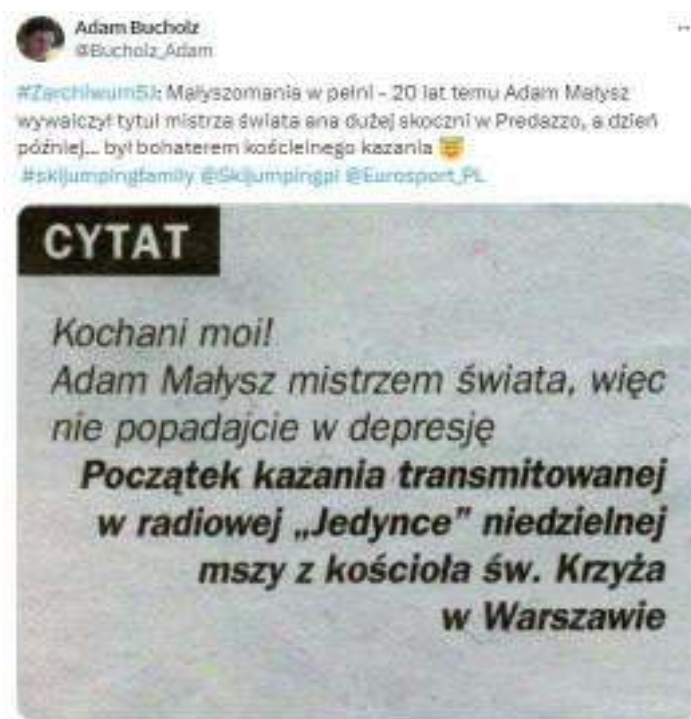 Adam Bucholz
@Bucholz_Adam
#ZarchiwumSJ: Małyszomania w pełni - 20 lat temu Adam Małysz
wywalczył tytuł mistrza świata ana dużej skoczni w Predazzo, a dzień
później... był bohaterem kościelnego kazania 😇
#skijumpingfamily @Skijumpingpl @Eurosport_PL
CYTAT
Kochani moi!
Adam Małysz mistrzem świata, więc
nie popadajcie w depresję
Początek kazania transmitowanej
w radiowej „Jedynce” niedzielnej
mszy z kościoła św. Krzyża
w Warszawie